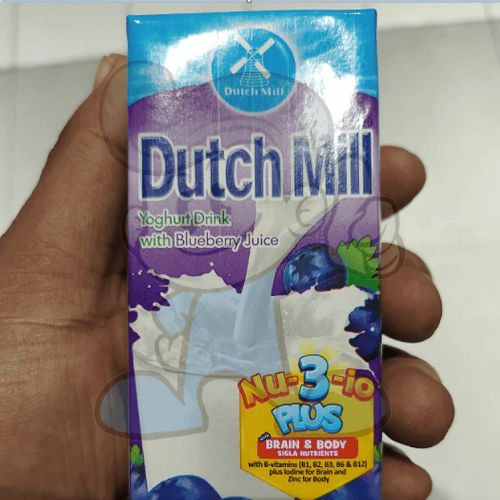 Dutch Mill
Dutch Mill
Yoghurt Drink
with Blueberry Juice
Nu-3-io
PLUS
with BRAIN & BODY
SIGLA NUTRIENTS
with B-vitamins (B1, B2, B3, B6 & B12)
plus Iodine for Brain and
Zinc for Body